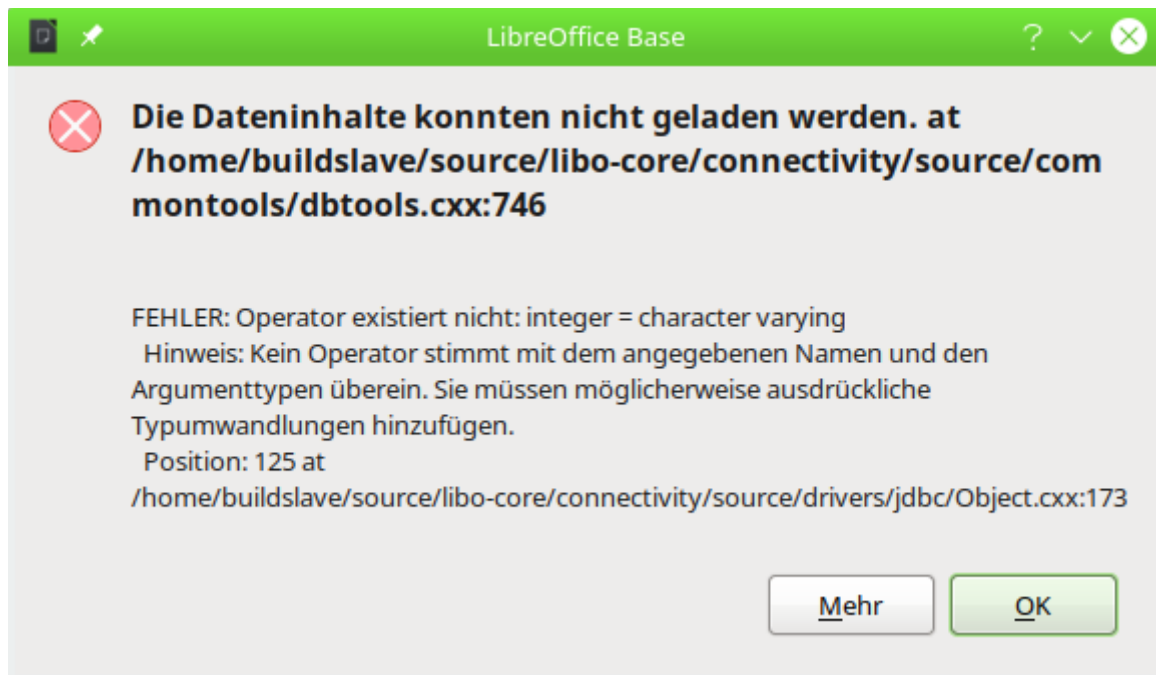 LibreOffice Base
Die Dateninhalte konnten nicht geladen werden. at
/home/buildslave/source/libo-core/connectivity/source/com
montools/dbtools.cxx:746
FEHLER: Operator existiert nicht: integer = character varying
Hinweis: Kein Operator stimmt mit dem angegebenen Namen und den
Argumenttypen überein. Sie müssen möglicherweise ausdrückliche
Typumwandlungen hinzufügen.
Position: 125 at
/home/buildslave/source/libo-core/connectivity/source/drivers/jdbc/Object.cxx:173
Mehr OK